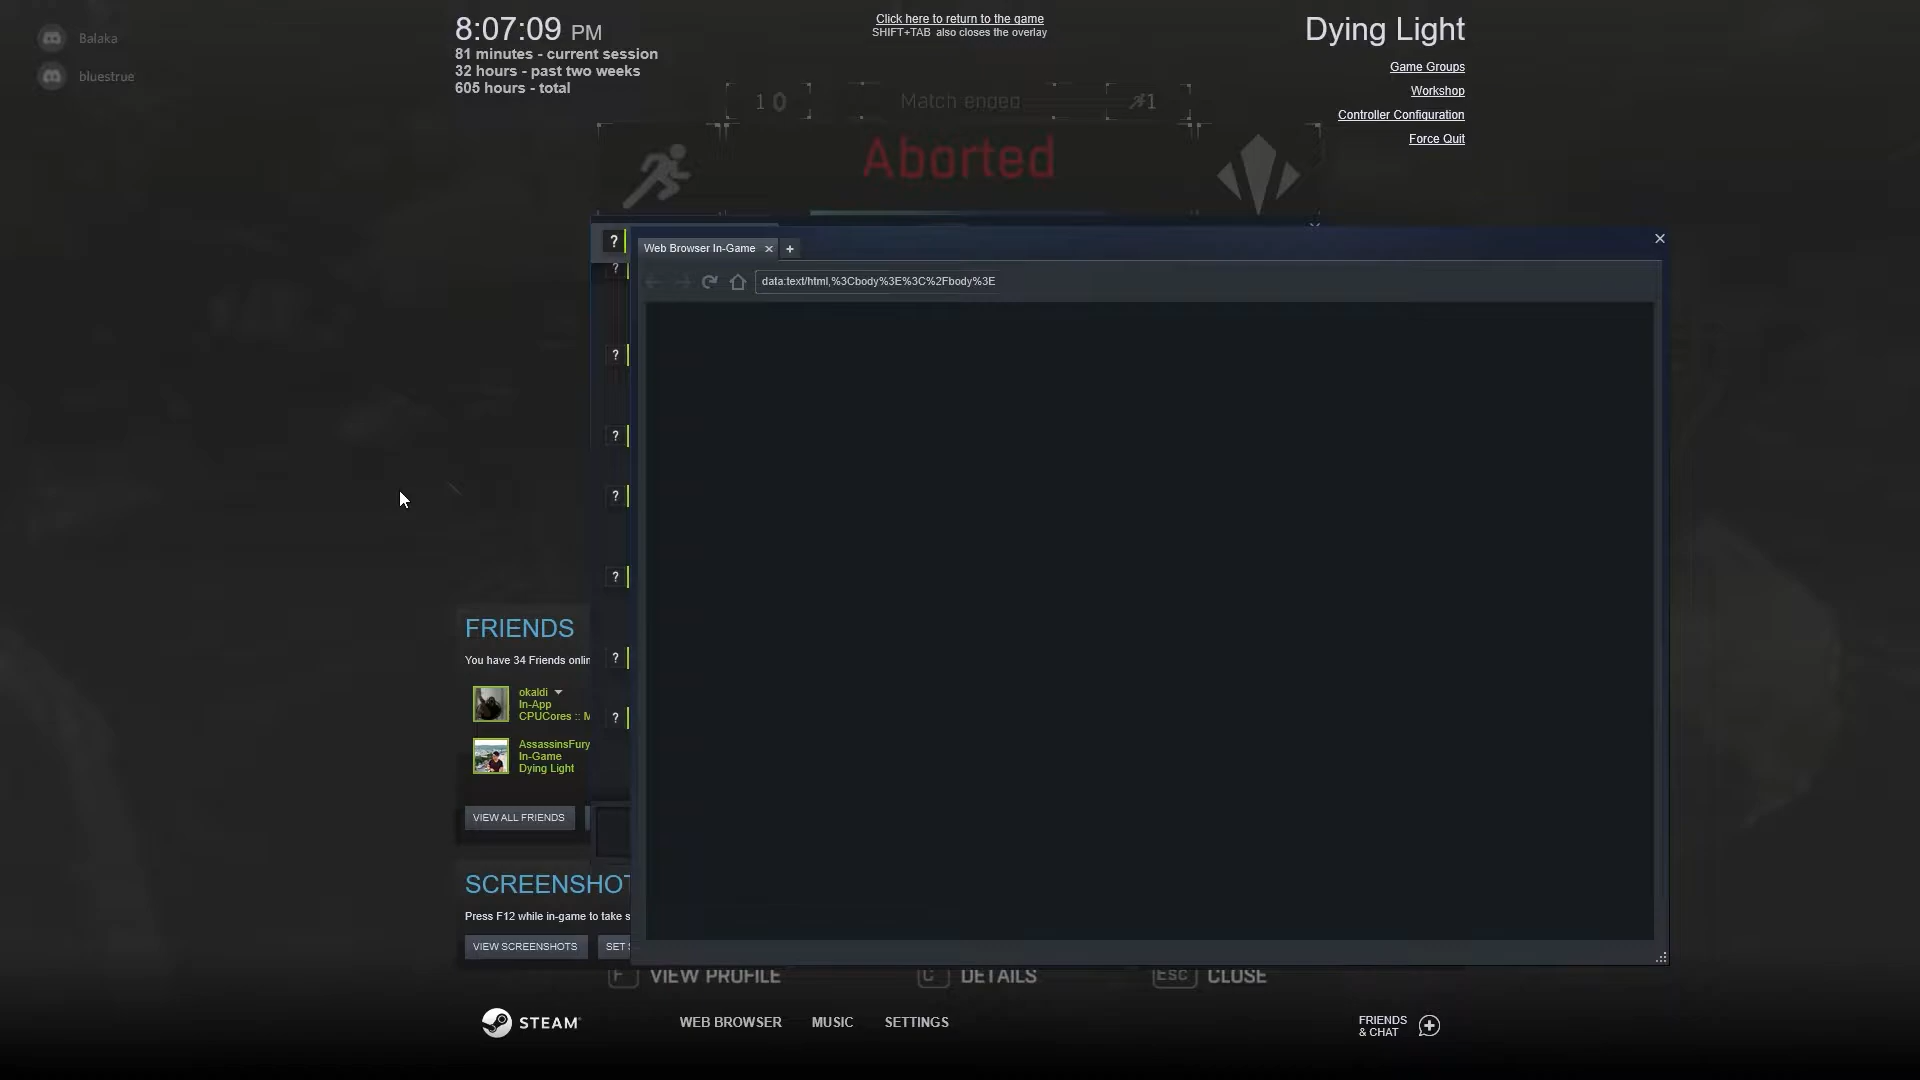 Balaka
bluestrue
8:07:09 PM
81 minutes - current session
32 hours - past two weeks
605 hours - total
Click here to return to the game
SHIFT+TAB also closes the overlay
Dying Light
Game Groups
Workshop
Controller Configuration
Force Quit
10
Match ended
1
Aborted
?
Web Browser In-Game
×
+
×
data:text/html,%3Cbody%3E%3C%2Fbody%3E
?
?
?
?
?
?
?
FRIENDS
You have 34 Friends onlin
okaldi
In-App
CPUCores :: M
AssassinsFury
In-Game
Dying Light
VIEW ALL FRIENDS
SCREENSHOT
Press F12 while in-game to take s
VIEW SCREENSHOTS
SET S
F VIEW PROFILE
C DETAILS
ESC CLOSE
STEAM
WEB BROWSER
MUSIC
SETTINGS
FRIENDS
& CHAT